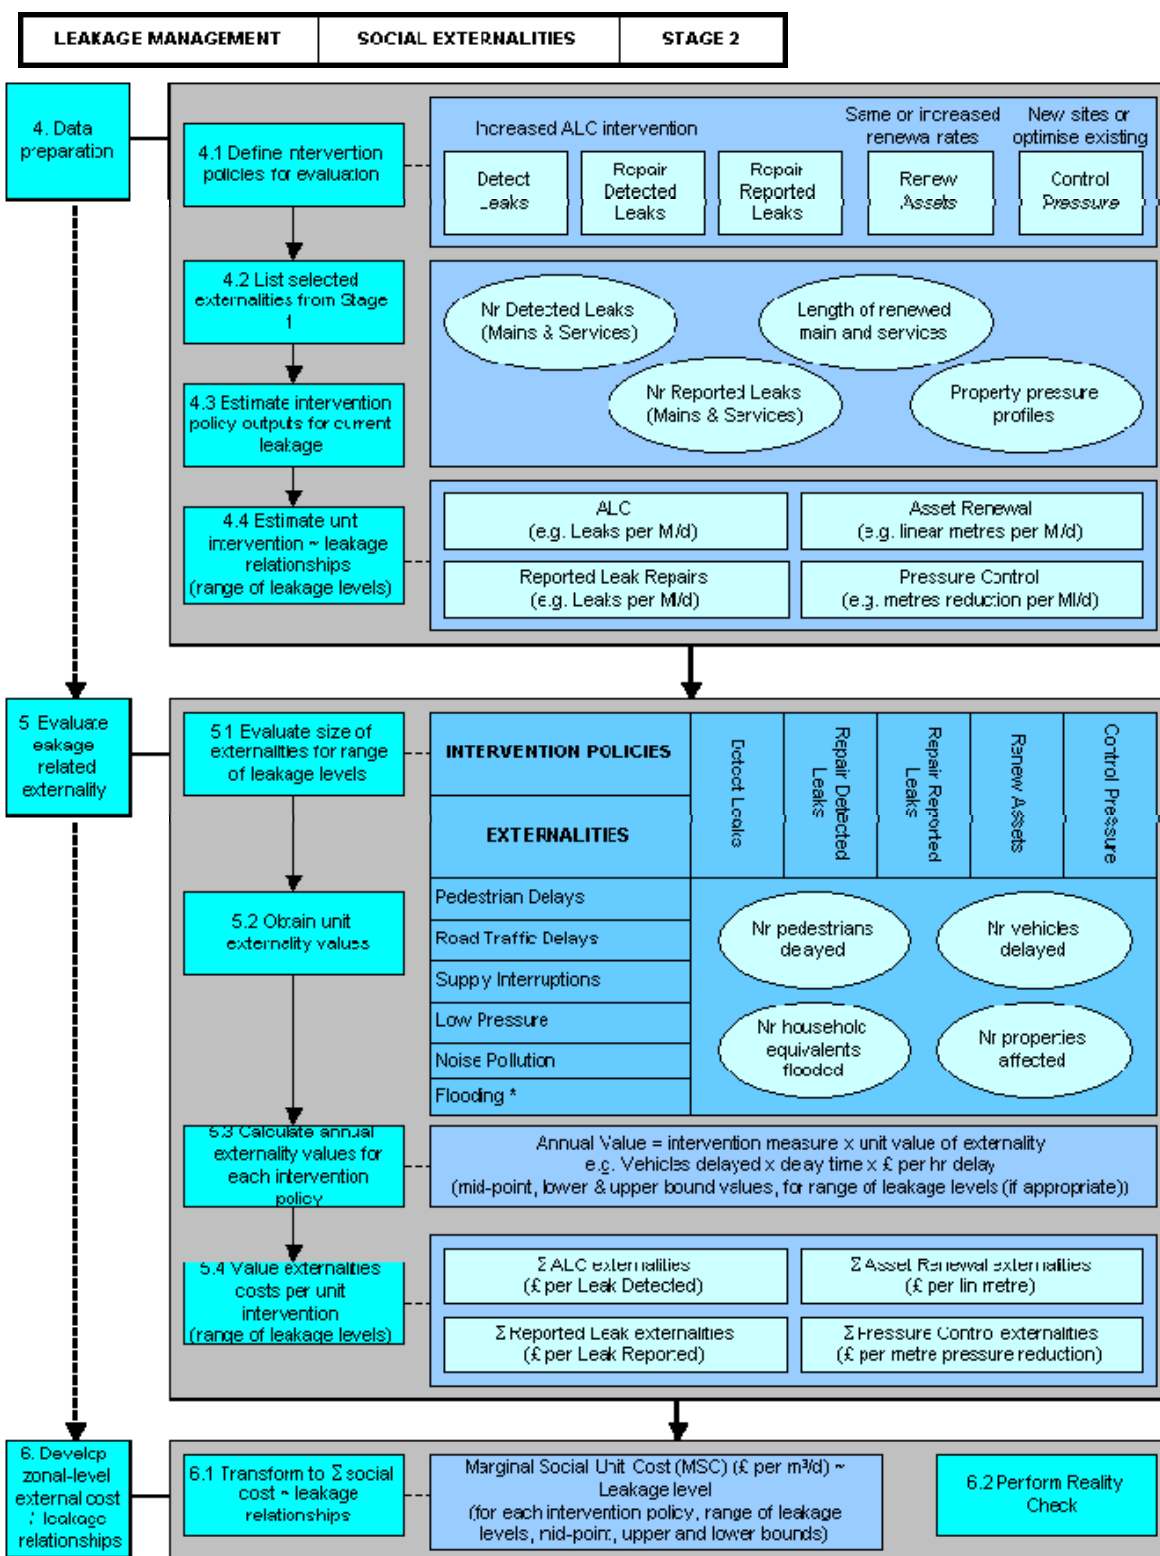 LEAKAGE MANAGEMENT
SOCIAL EXTERNALITIES
STAGE 2
4. Data
preparation
4.1 Define intervention
policies for evaluation
Increased ALC intervention
Same or increased
renewa rates
New sites or
optimise existing
Detect
Leaks
Repair
Detected
Leaks
Repair
Reported
Leaks
Renew
Assets
Control
Pressure
4.2 List selected
externalities from Stage
1
Nr Detected Leaks
(Mains & Services)
Length of renewed
main and services
4.3 Estimate intervention
policy outputs for current
leakage
Nr Reported Leaks
(Mains & Services)
Property pressure
profiles
4.4 Estimate unit
intervention ~ leakage
relationships
(range of leakage levels)
ALC
(e.g. Leaks per Ml/d)
Asset Renewal
(e.g. linear metres per Ml/d)
Reported Leak Repairs
(e.g. Leaks per Ml/d)
Pressure Control
(e.g. metres reduction per Ml/d)
5 Evaluate
leakage
related
externality
5.1 Evaluate size of
externalities for range
of leakage levels
INTERVENTION POLICIES
EXTERNALITIES
Detect Leaks
Repair Detected
Leaks
Repair Reported
Leaks
Renew Assets
Control Pressure
5.2 Obtain unit
externality values
Pedestrian Delays
Road Traffic Delays
Supply Interruptions
Low Pressure
Noise Pollution
Flooding *
Nr pedestrians
delayed
Nr vehicles
delayed
Nr household
equivalents
flooded
Nr properties
affected
5.3 Calculate annual
externality values for
each intervention
policy
Annual Value = intervention measure x unit value of externality
e.g. Vehicles delayed x delay time x £ per hr delay
(mid-point, lower & upper bound values, for range of leakage levels (if appropriate))
5.4 Value externalities
costs per unit
intervention
(range of leakage levels)
Σ ALC externalities
(£ per Leak Detected)
Σ Asset Renewal externalities
(£ per lin metre)
Σ Reported Leak externalities
(£ per Leak Reported)
Σ Pressure Control externalities
(£ per metre pressure reduction)
6. Develop
zonal-level
external cost
/ leakage
relationships
6.1 Transform to Σ social
cost ~ leakage
relationships
Marginal Social Unit Cost (MSC) (£ per m³/d) ~
Leakage level
(for each intervention policy, range of leakage
levels, mid-point, upper and lower bounds)
6.2 Perform Reality
Check